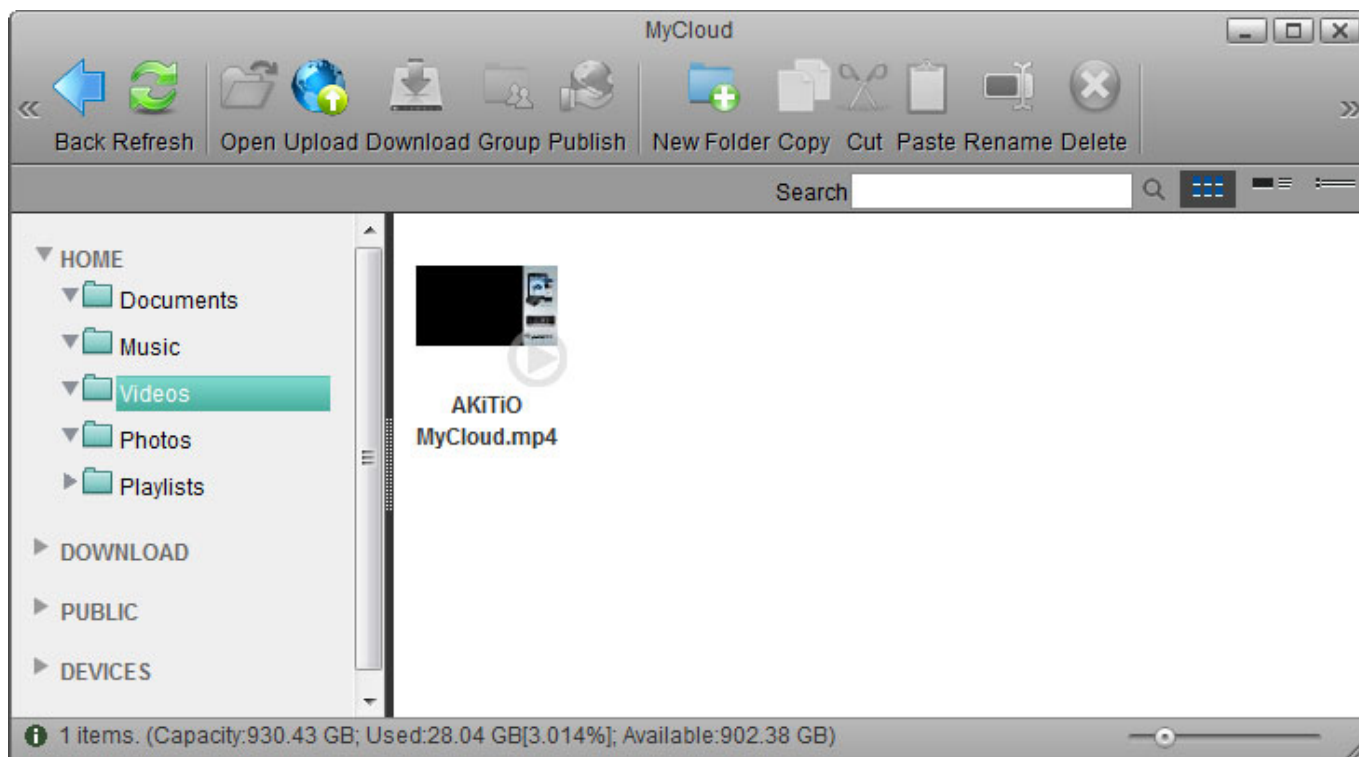 MyCloud
Back Refresh Open Upload Download Group Publish New Folder Copy Cut Paste Rename Delete
Search
HOME
Documents
Music
Videos
Photos
Playlists
DOWNLOAD
PUBLIC
DEVICES
AKiTiO
MyCloud.mp4
1 items. (Capacity:930.43 GB; Used:28.04 GB[3.014%]; Available:902.38 GB)